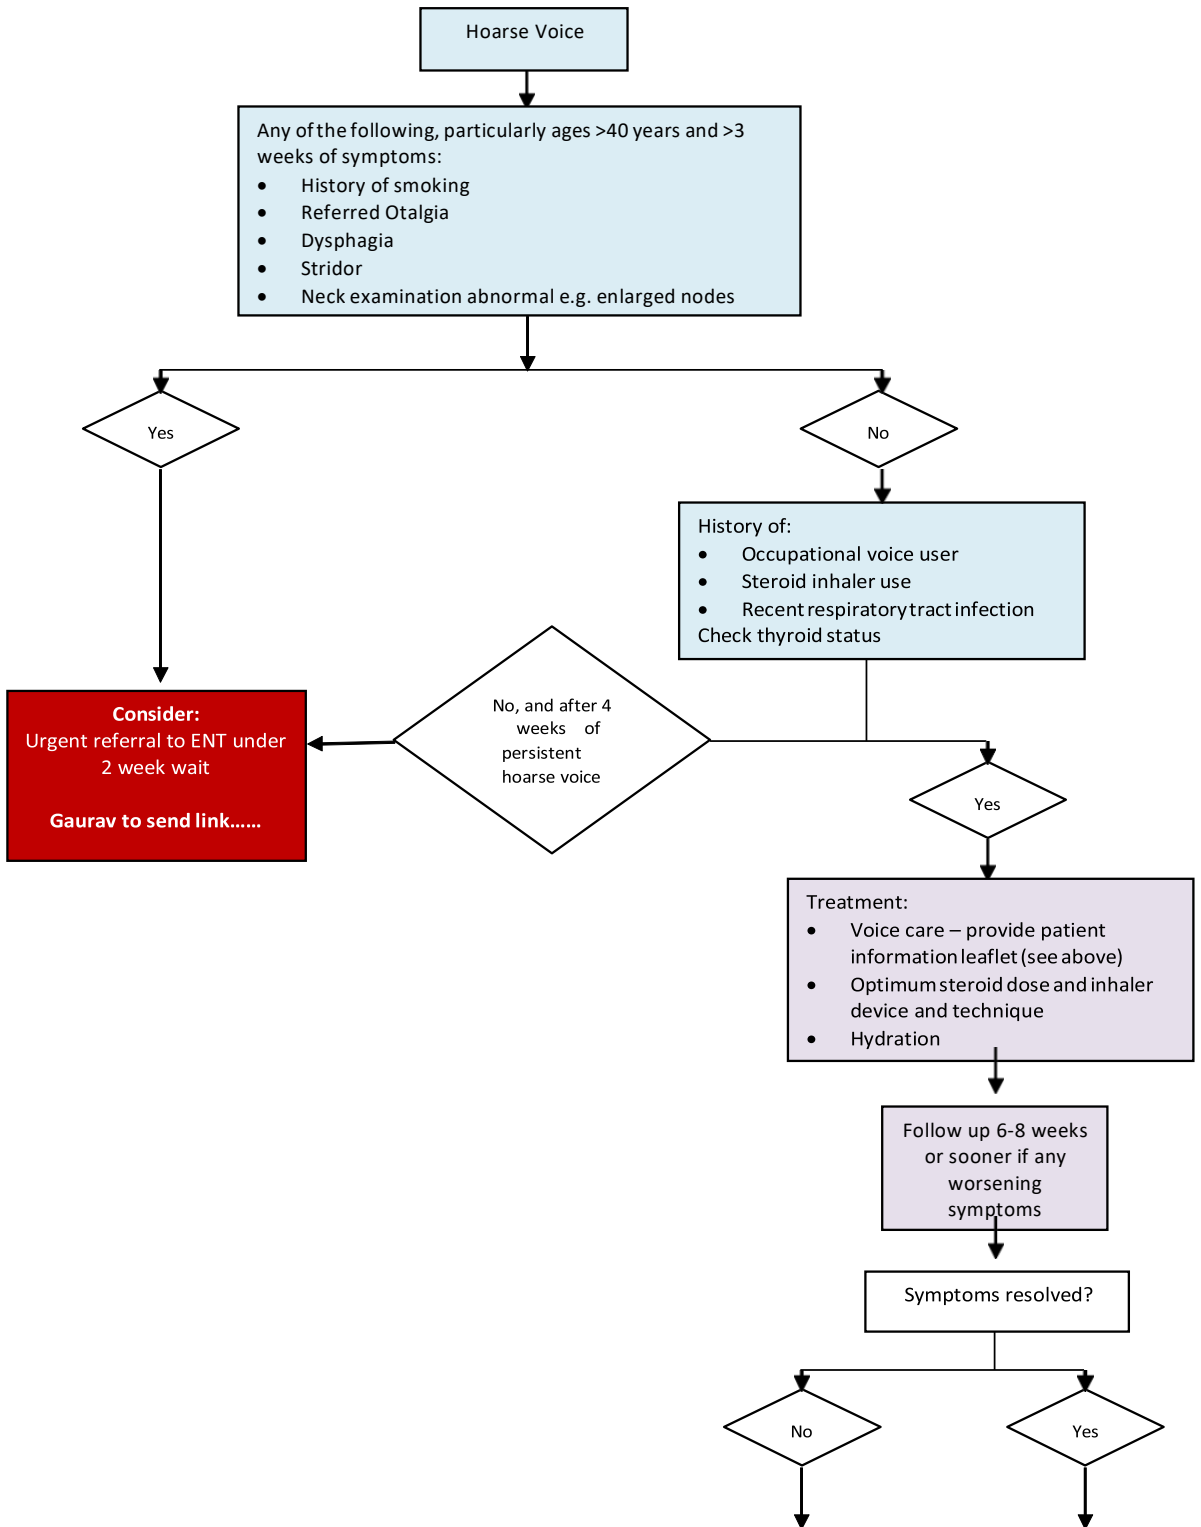 Hoarse Voice
Any of the following, particularly ages >40 years and >3
weeks of symptoms:
• History of smoking
• Referred Otalgia
• Dysphagia
• Stridor
• Neck examination abnormal e.g. enlarged nodes
Yes
No
History of:
• Occupational voice user
• Steroid inhaler use
• Recent respiratory tract infection
Check thyroid status
Consider:
Urgent referral to ENT under
2 week wait
Gaurav to send link......
No, and after 4
weeks of
persistent
hoarse voice
Yes
Treatment:
• Voice care – provide patient
information leaflet (see above)
• Optimum steroid dose and inhaler
device and technique
• Hydration
Follow up 6-8 weeks
or sooner if any
worsening
symptoms
Symptoms resolved?
No
Yes